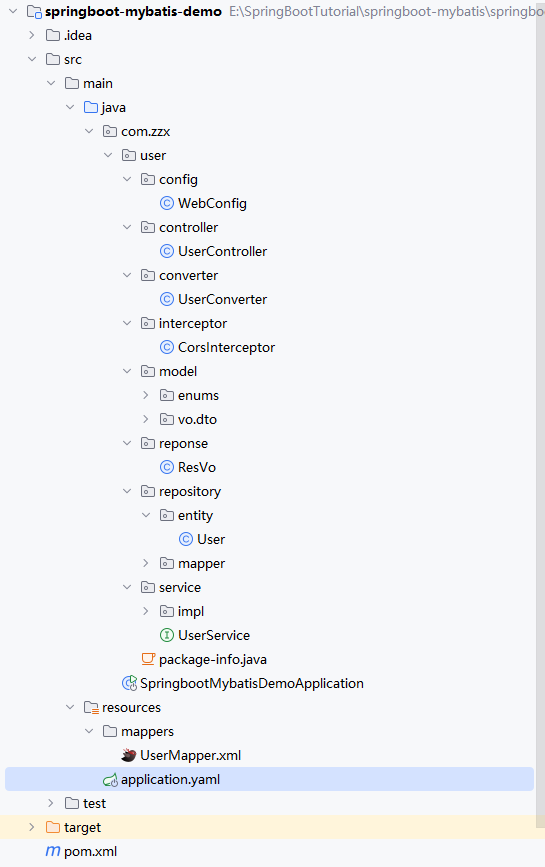 springboot-mybatis-demo E:\SpringBootTutorial\springboot-mybatis\springbo
.idea
src
main
java
com.zzx
user
config
WebConfig
controller
UserController
converter
UserConverter
interceptor
CorsInterceptor
model
enums
vo.dto
reponse
ResVo
repository
entity
User
mapper
service
impl
UserService
package-info.java
SpringbootMybatisDemoApplication
resources
mappers
UserMapper.xml
application.yaml
test
target
pom.xml